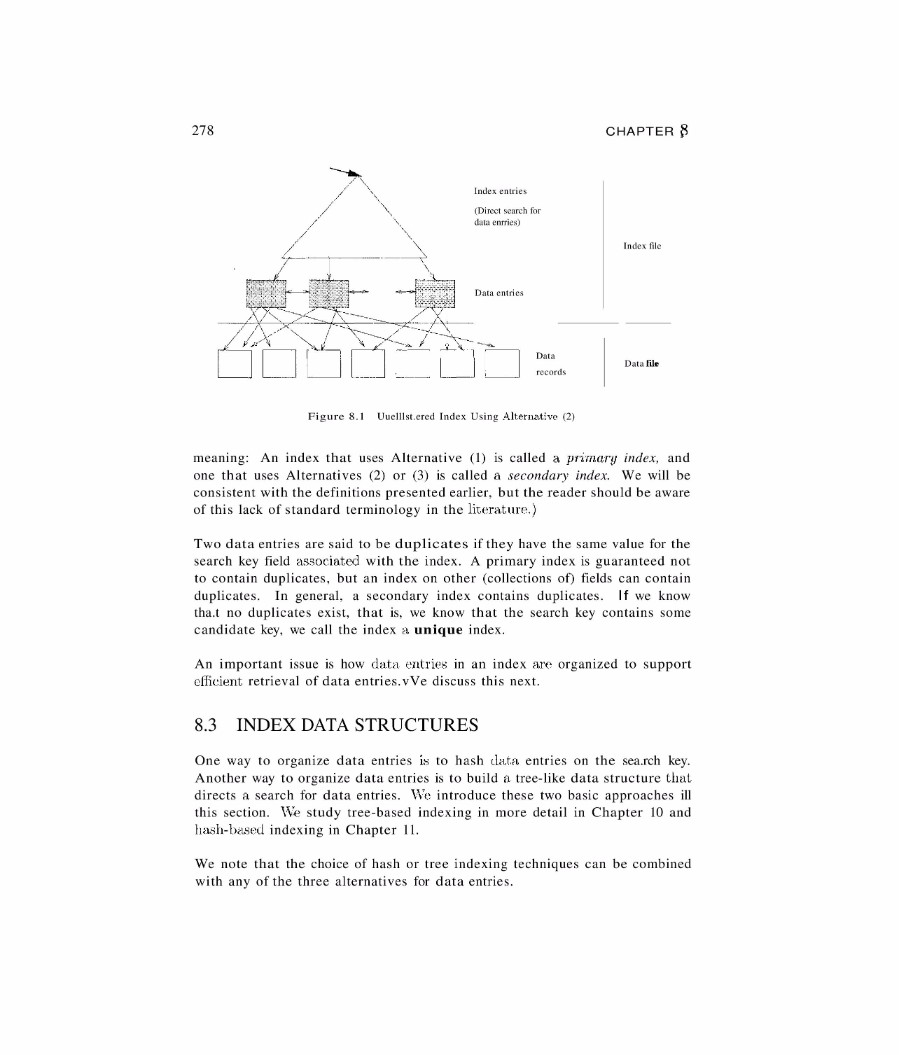 278
CHAPTER 8
Index entries
(Direct search for
data enrries)
Index file
Data entries
Data
records
Data file
Figure 8.1 Uuelllst.ered Index Using Alternative (2)
meaning: An index that uses Alternative (1) is called a primary index, and
one that uses Alternatives (2) or (3) is called a secondary index. We will be
consistent with the definitions presented earlier, but the reader should be aware
of this lack of standard terminology in the literature.)
Two data entries are said to be duplicates if they have the same value for the
search key field associated with the index. A primary index is guaranteed not
to contain duplicates, but an index on other (collections of) fields can contain
duplicates. In general, a secondary index contains duplicates. If we know
tha.t no duplicates exist, that is, we know that the search key contains some
candidate key, we call the index a unique index.
An important issue is how data entries in an index are organized to support
efficient retrieval of data entries.vVe discuss this next.
8.3 INDEX DATA STRUCTURES
One way to organize data entries is to hash data entries on the sea.rch key.
Another way to organize data entries is to build a tree-like data structure that
directs a search for data entries. We introduce these two basic approaches ill
this section. We study tree-based indexing in more detail in Chapter 10 and
hash-based indexing in Chapter 11.
We note that the choice of hash or tree indexing techniques can be combined
with any of the three alternatives for data entries.